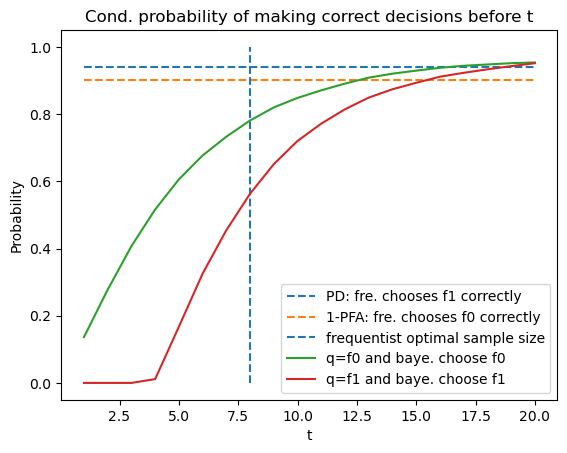 Cond. probability of making correct decisions before t
1.0
0.8
0.6
0.4
0.2
0.0
Probability
PD: fre. chooses f1 correctly
1-PFA: fre. chooses f0 correctly
frequentist optimal sample size
q=f0 and baye. choose f0
q=f1 and baye. choose f1
2.5 5.0 7.5 10.0 12.5 15.0 17.5 20.0
t